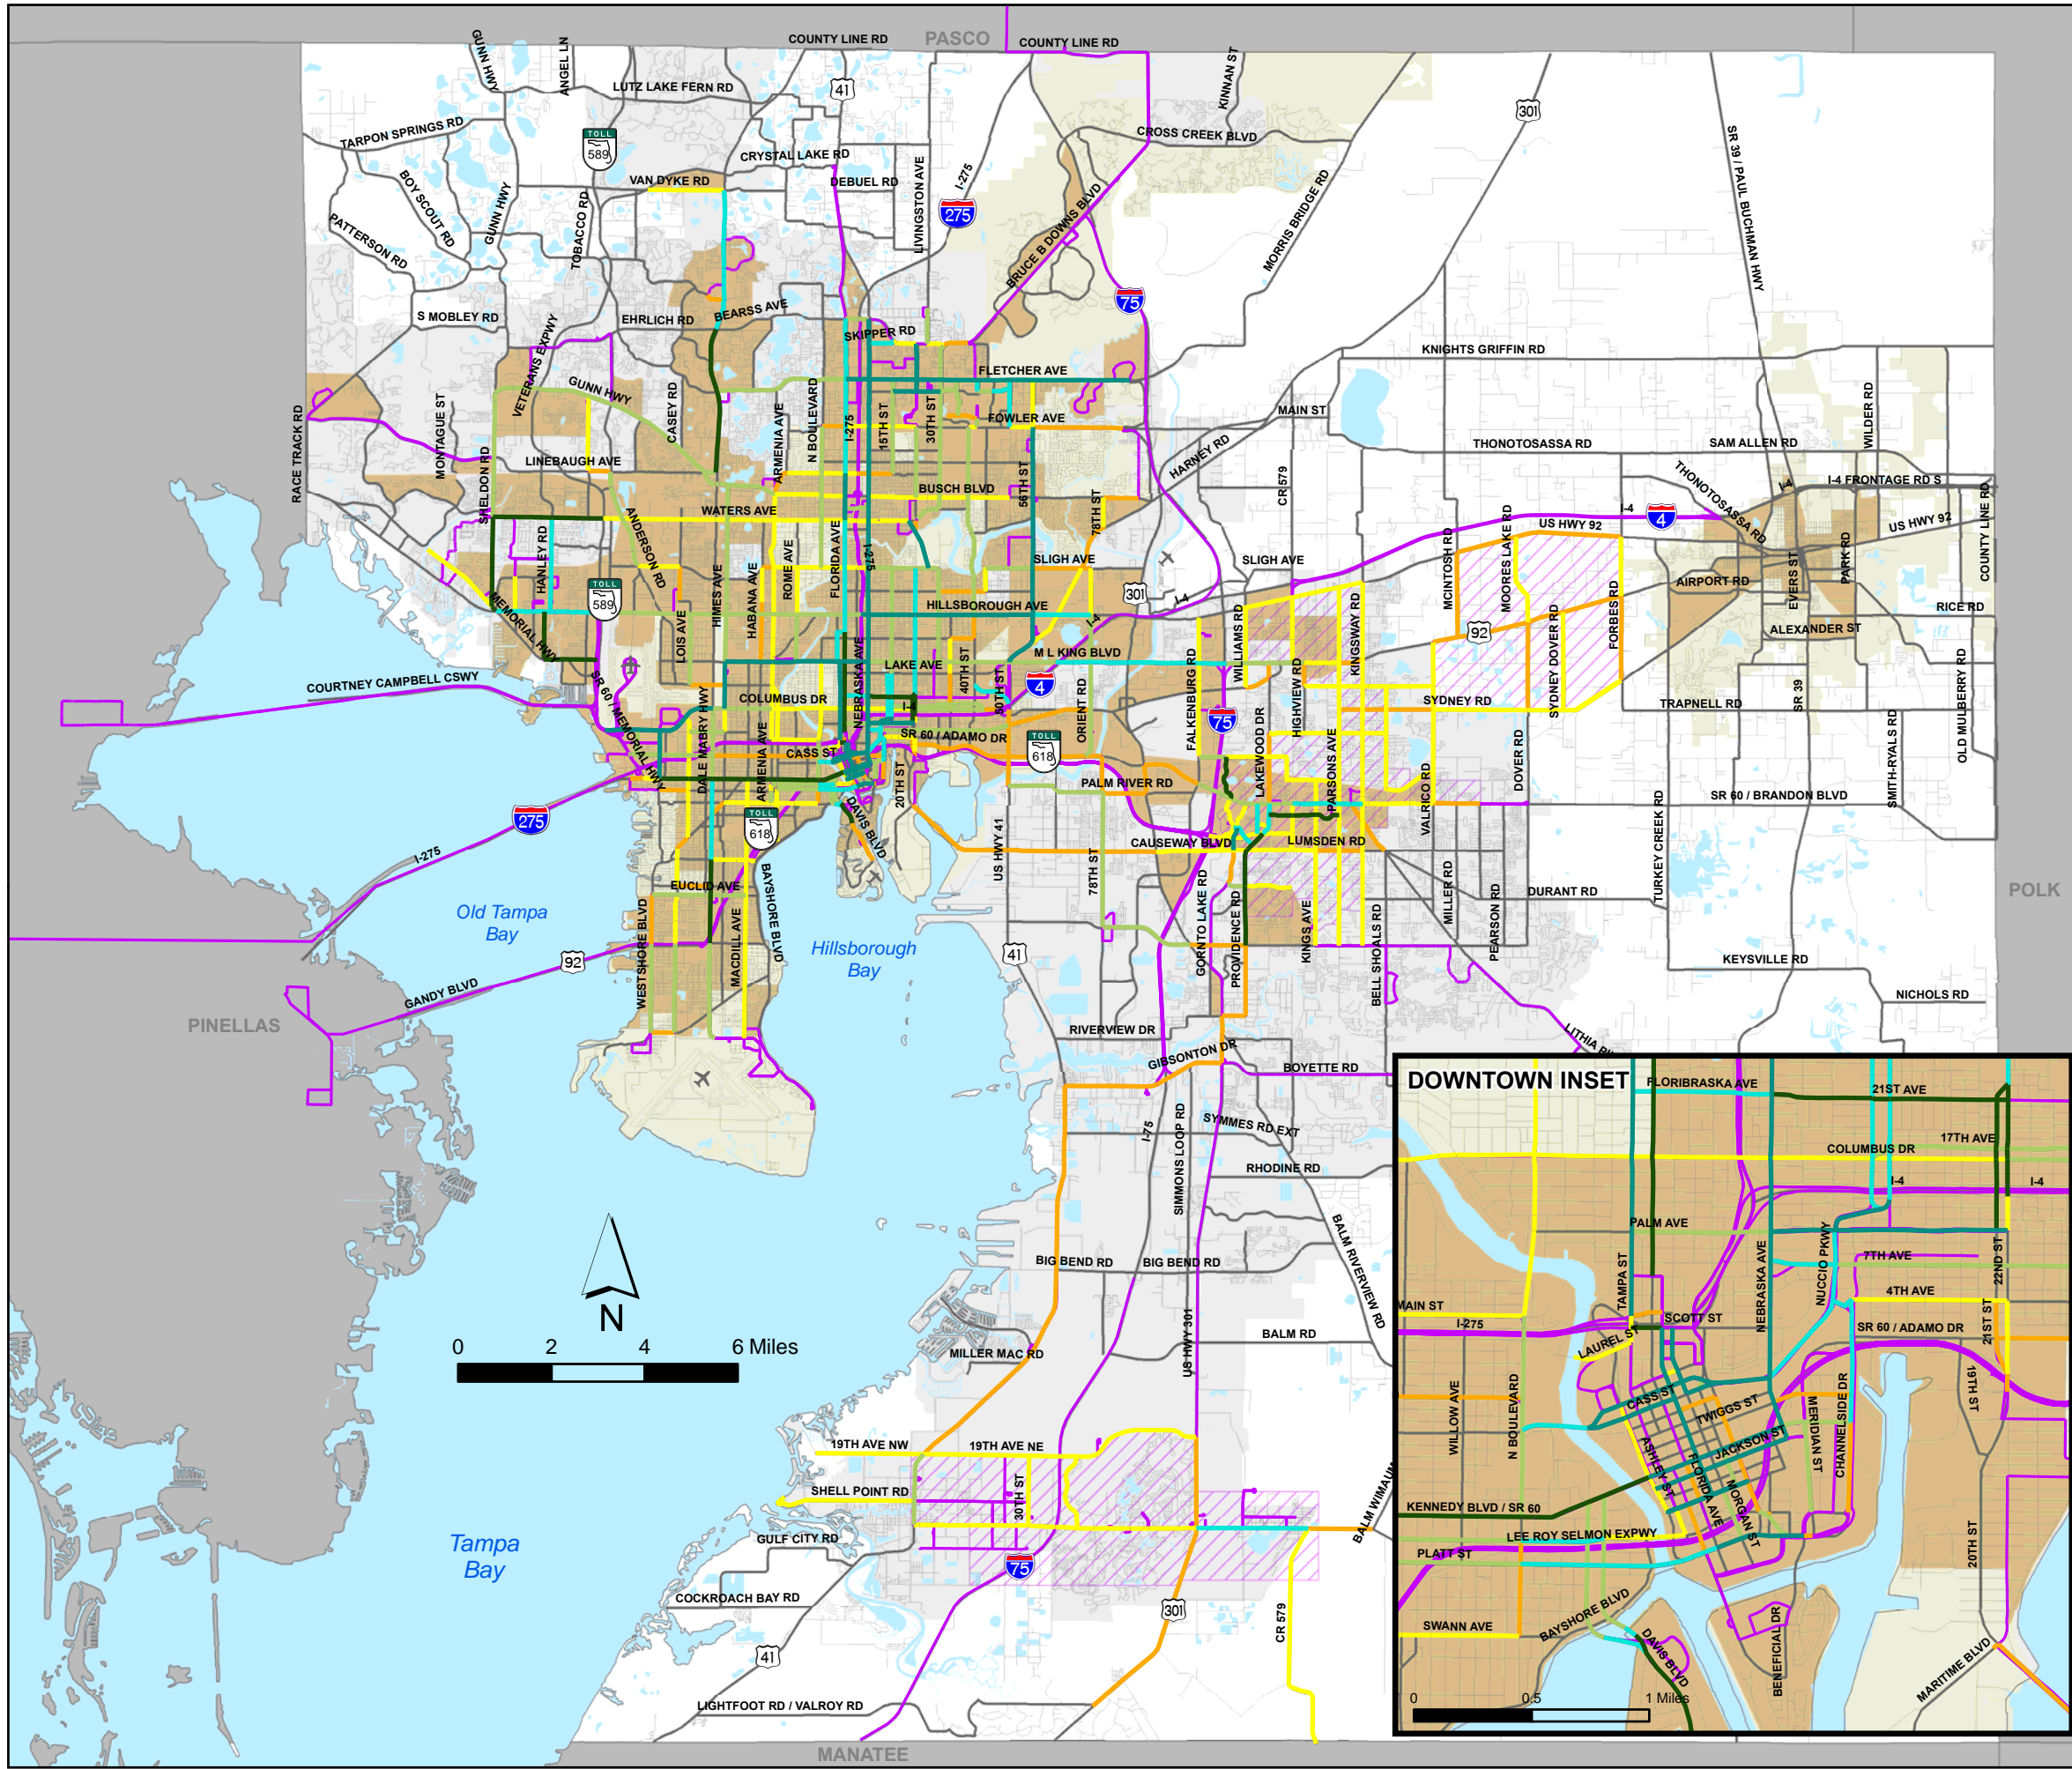 PASCO
COUNTY LINE RD
COUNTY LINE RD
GUNN HWY
ANGEL LN
LUTZ LAKE FERN RD
41
KINNAN ST
301
TARPON SPRINGS RD
TOLL
589
CRYSTAL LAKE RD
CROSS CREEK BLVD
SR 39 / PAUL BUCHMAN HWY
BOY SCOUT RD
VAN DYKE RD
DEBUEL RD
LIVINGSTON AVE
I-275
275
GUNN HWY
TOBACCO RD
PATTERSON RD
BRUCE B DOWNS BLVD
MORRIS BRIDGE RD
75
S MOBLEY RD
EHRLICH RD
BEARSS AVE
SKIPPER RD
VETERANS EXPWY
KNIGHTS GRIFFIN RD
FLETCHER AVE
GUNN HWY
CASEY RD
RACE TRACK RD
MONTAGUE ST
ARMENIA AVE
N BOULEVARD
I-275
15TH ST
30TH ST
FOWLER AVE
MAIN ST
WILDER RD
HARNEY RD
THONOTOSASSA RD
SAM ALLEN RD
LINEBAUGH AVE
SHELDON RD
BUSCH BLVD
56TH ST
78TH ST
CR 579
THONOTOSASSA RD
I-4
I-4 FRONTAGE RD S
WATERS AVE
I-4
4
US HWY 92
US HWY 92
COUNTY LINE RD
ANDERSON RD
HANLEY RD
FLORIDA AVE
I-275
SLIGH AVE
SLIGH AVE
MCINTOSH RD
MOORES LAKE RD
PARK RD
EVERS ST
AIRPORT RD
TOLL
589
HIMES AVE
HABANA AVE
ROME AVE
301
I-4
HILLSBOROUGH AVE
I-4
WILLIAMS RD
KINGSWAY RD
92
SYDNEY DOVER RD
FORBES RD
RICE RD
ALEXANDER ST
MEMORIAL HWY
LOIS AVE
M L KING BLVD
LAKE AVE
NEBRASKA AVE
40TH ST
50TH ST
4
FALKENBURG RD
HIGHVIEW RD
COURTNEY CAMPBELL CSWY
SR 60 / MEMORIAL HWY
COLUMBUS DR
I-4
ORIENT RD
SYDNEY RD
TRAPNELL RD
SR 39
OLD MULBERRY RD
SMITH-RYALS RD
DALE MABRY HWY
ARMENIA AVE
CASS ST
SR 60 / ADAMO DR
75
TOLL
618
LAKEWOOD DR
PARSONS AVE
DOVER RD
20TH ST
PALM RIVER RD
VALRICO RD
SR 60 / BRANDON BLVD
TURKEY CREEK RD
275
TOLL
618
DAVIS BLVD
US HWY 41
78TH ST
CAUSEWAY BLVD
LUMSDEN RD
I-275
EUCLID AVE
BAYSHORE BLVD
WESTSHORE BLVD
MACDILL AVE
GORNTO LAKE RD
PROVIDENCE RD
KINGS AVE
BELL SHOALS RD
MILLER RD
PEARSON RD
DURANT RD
POLK
Old Tampa
Bay
Hillsborough
Bay
92
GANDY BLVD
41
KEYSVILLE RD
NICHOLS RD
PINELLAS
RIVERVIEW DR
GIBSONTON DR
BOYETTE RD
I-75
SIMMONS LOOP RD
SYMMES RD EXT
RHODINE RD
BIG BEND RD
BIG BEND RD
BALM RIVERVIEW RD
N
0 2 4 6 Miles
MILLER MAC RD
US HWY 301
BALM RD
19TH AVE NW
19TH AVE NE
SHELL POINT RD
30TH ST
GULF CITY RD
75
Tampa
Bay
COCKROACH BAY RD
41
301
CR 579
LIGHTFOOT RD / VALROY RD
MANATEE
DOWNTOWN INSET
FLORIBRASKA AVE
21ST AVE
17TH AVE
COLUMBUS DR
I-4
I-4
PALM AVE
7TH AVE
TAMPA ST
NEBRASKA AVE
NUCCIO PKWY
22ND ST
4TH AVE
MAIN ST
I-275
SCOTT ST
LAUREL ST
SR 60 / ADAMO DR
21ST ST
19TH ST
WILLOW AVE
N BOULEVARD
CASS ST
TWIGGS ST
JACKSON ST
ASHLEY ST
FLORIDA AVE
MORGAN ST
MERIDIAN ST
CHANNELSIDE DR
KENNEDY BLVD / SR 60
LEE ROY SELMON EXPWY
PLATT ST
20TH ST
SWANN AVE
BAYSHORE BLVD
DAVIS BLVD
BENEFICIAL DR
MARITIME BLVD
0 0.5 1 Miles